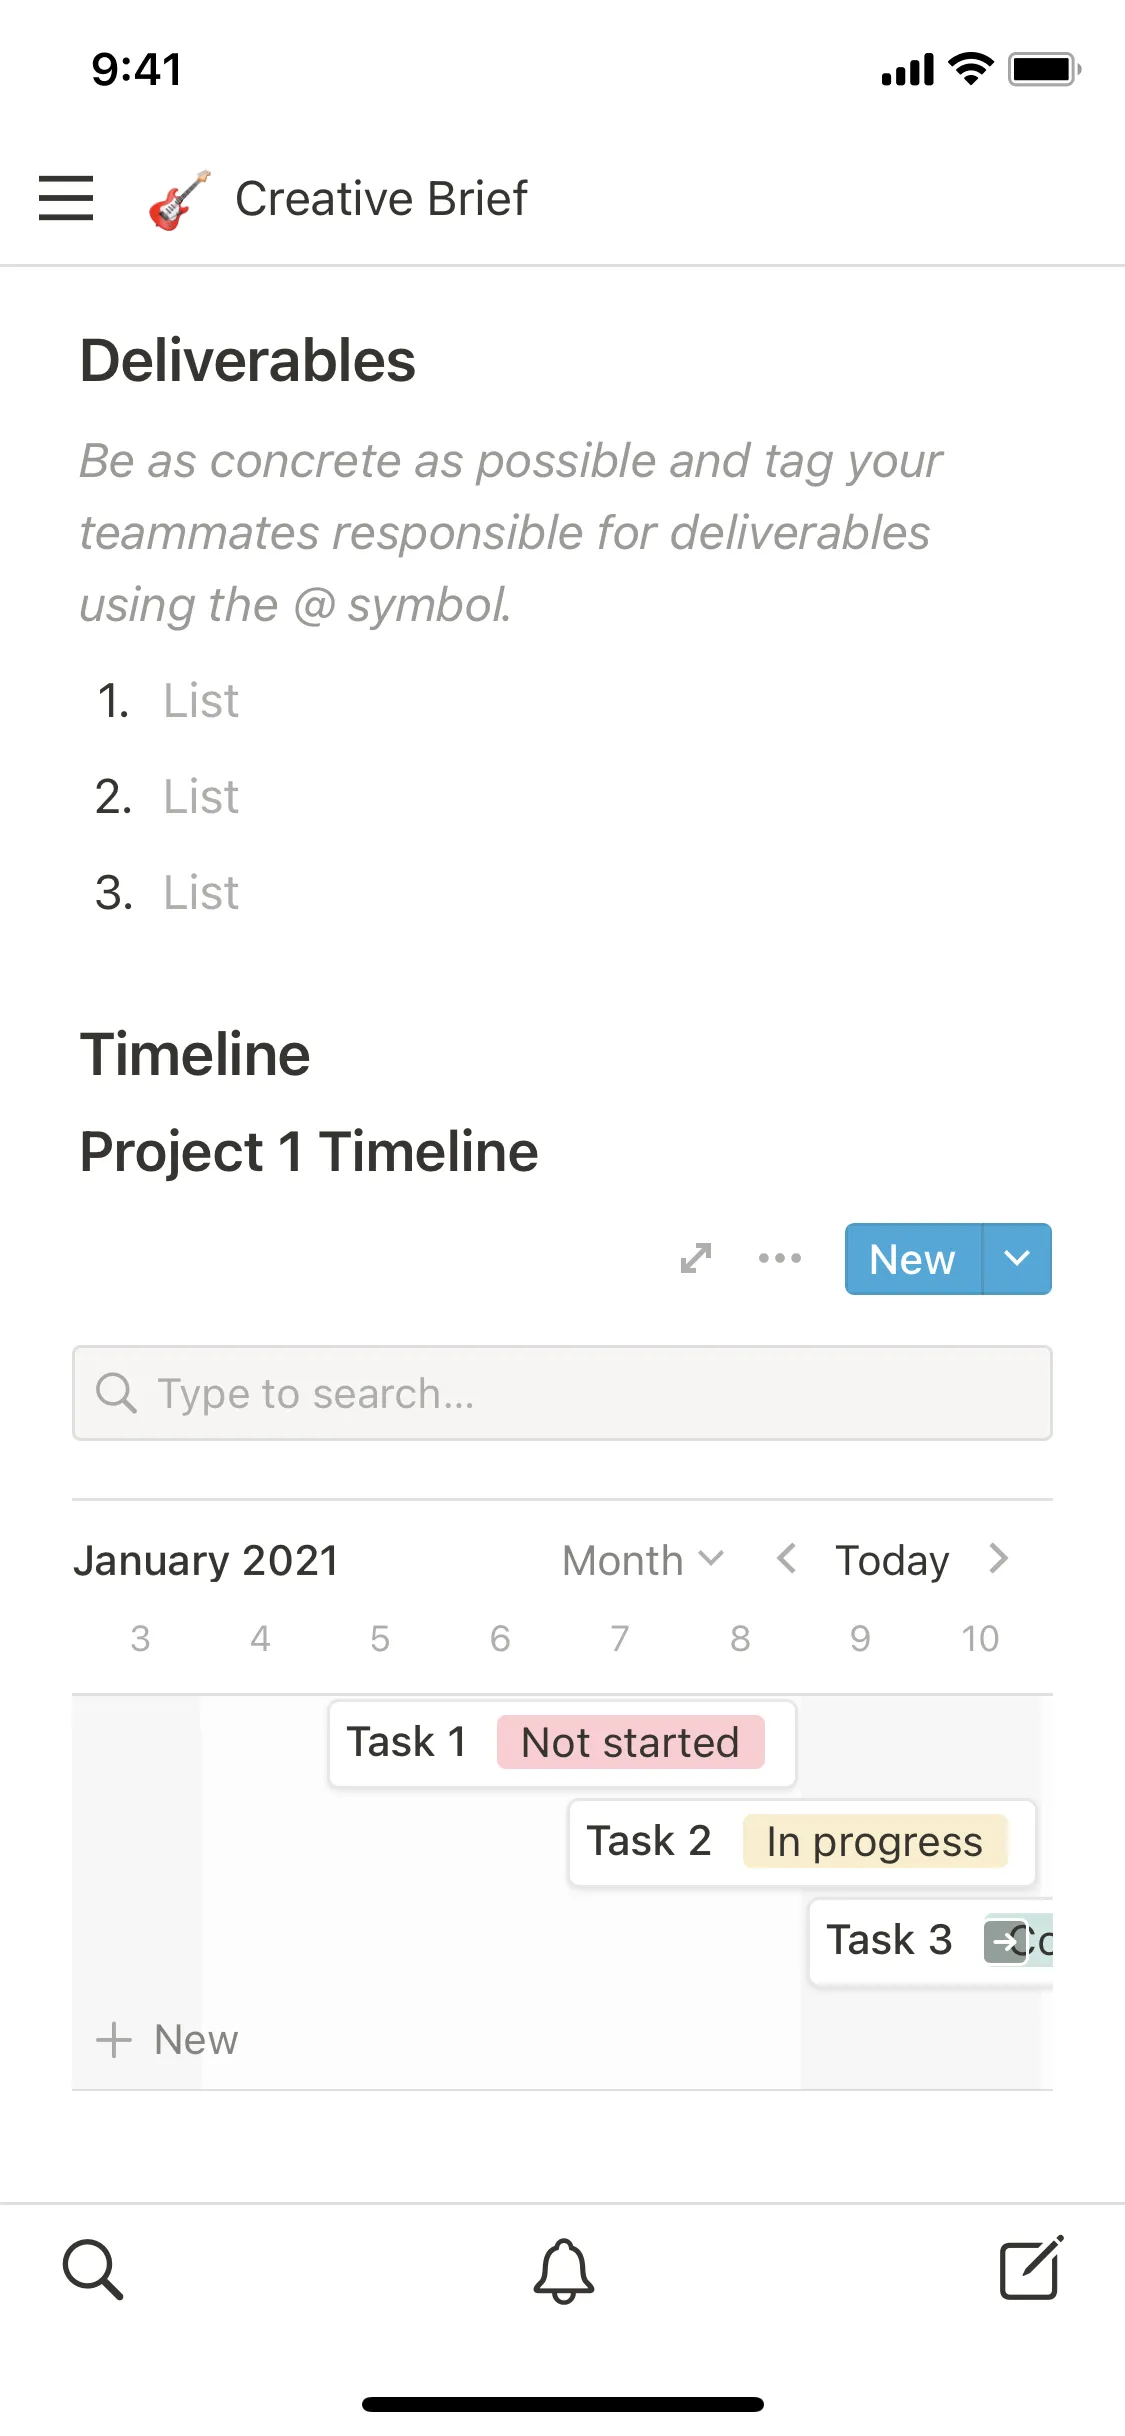 9:41
Creative Brief
Deliverables
Be as concrete as possible and tag your
teammates responsible for deliverables
using the @ symbol.
1. List
2. List
3. List
Timeline
Project 1 Timeline
New
Type to search...
January 2021 Month Today
3 4 5 6 7 8 9 10
Task 1 Not started
Task 2 In progress
Task 3 Co
New